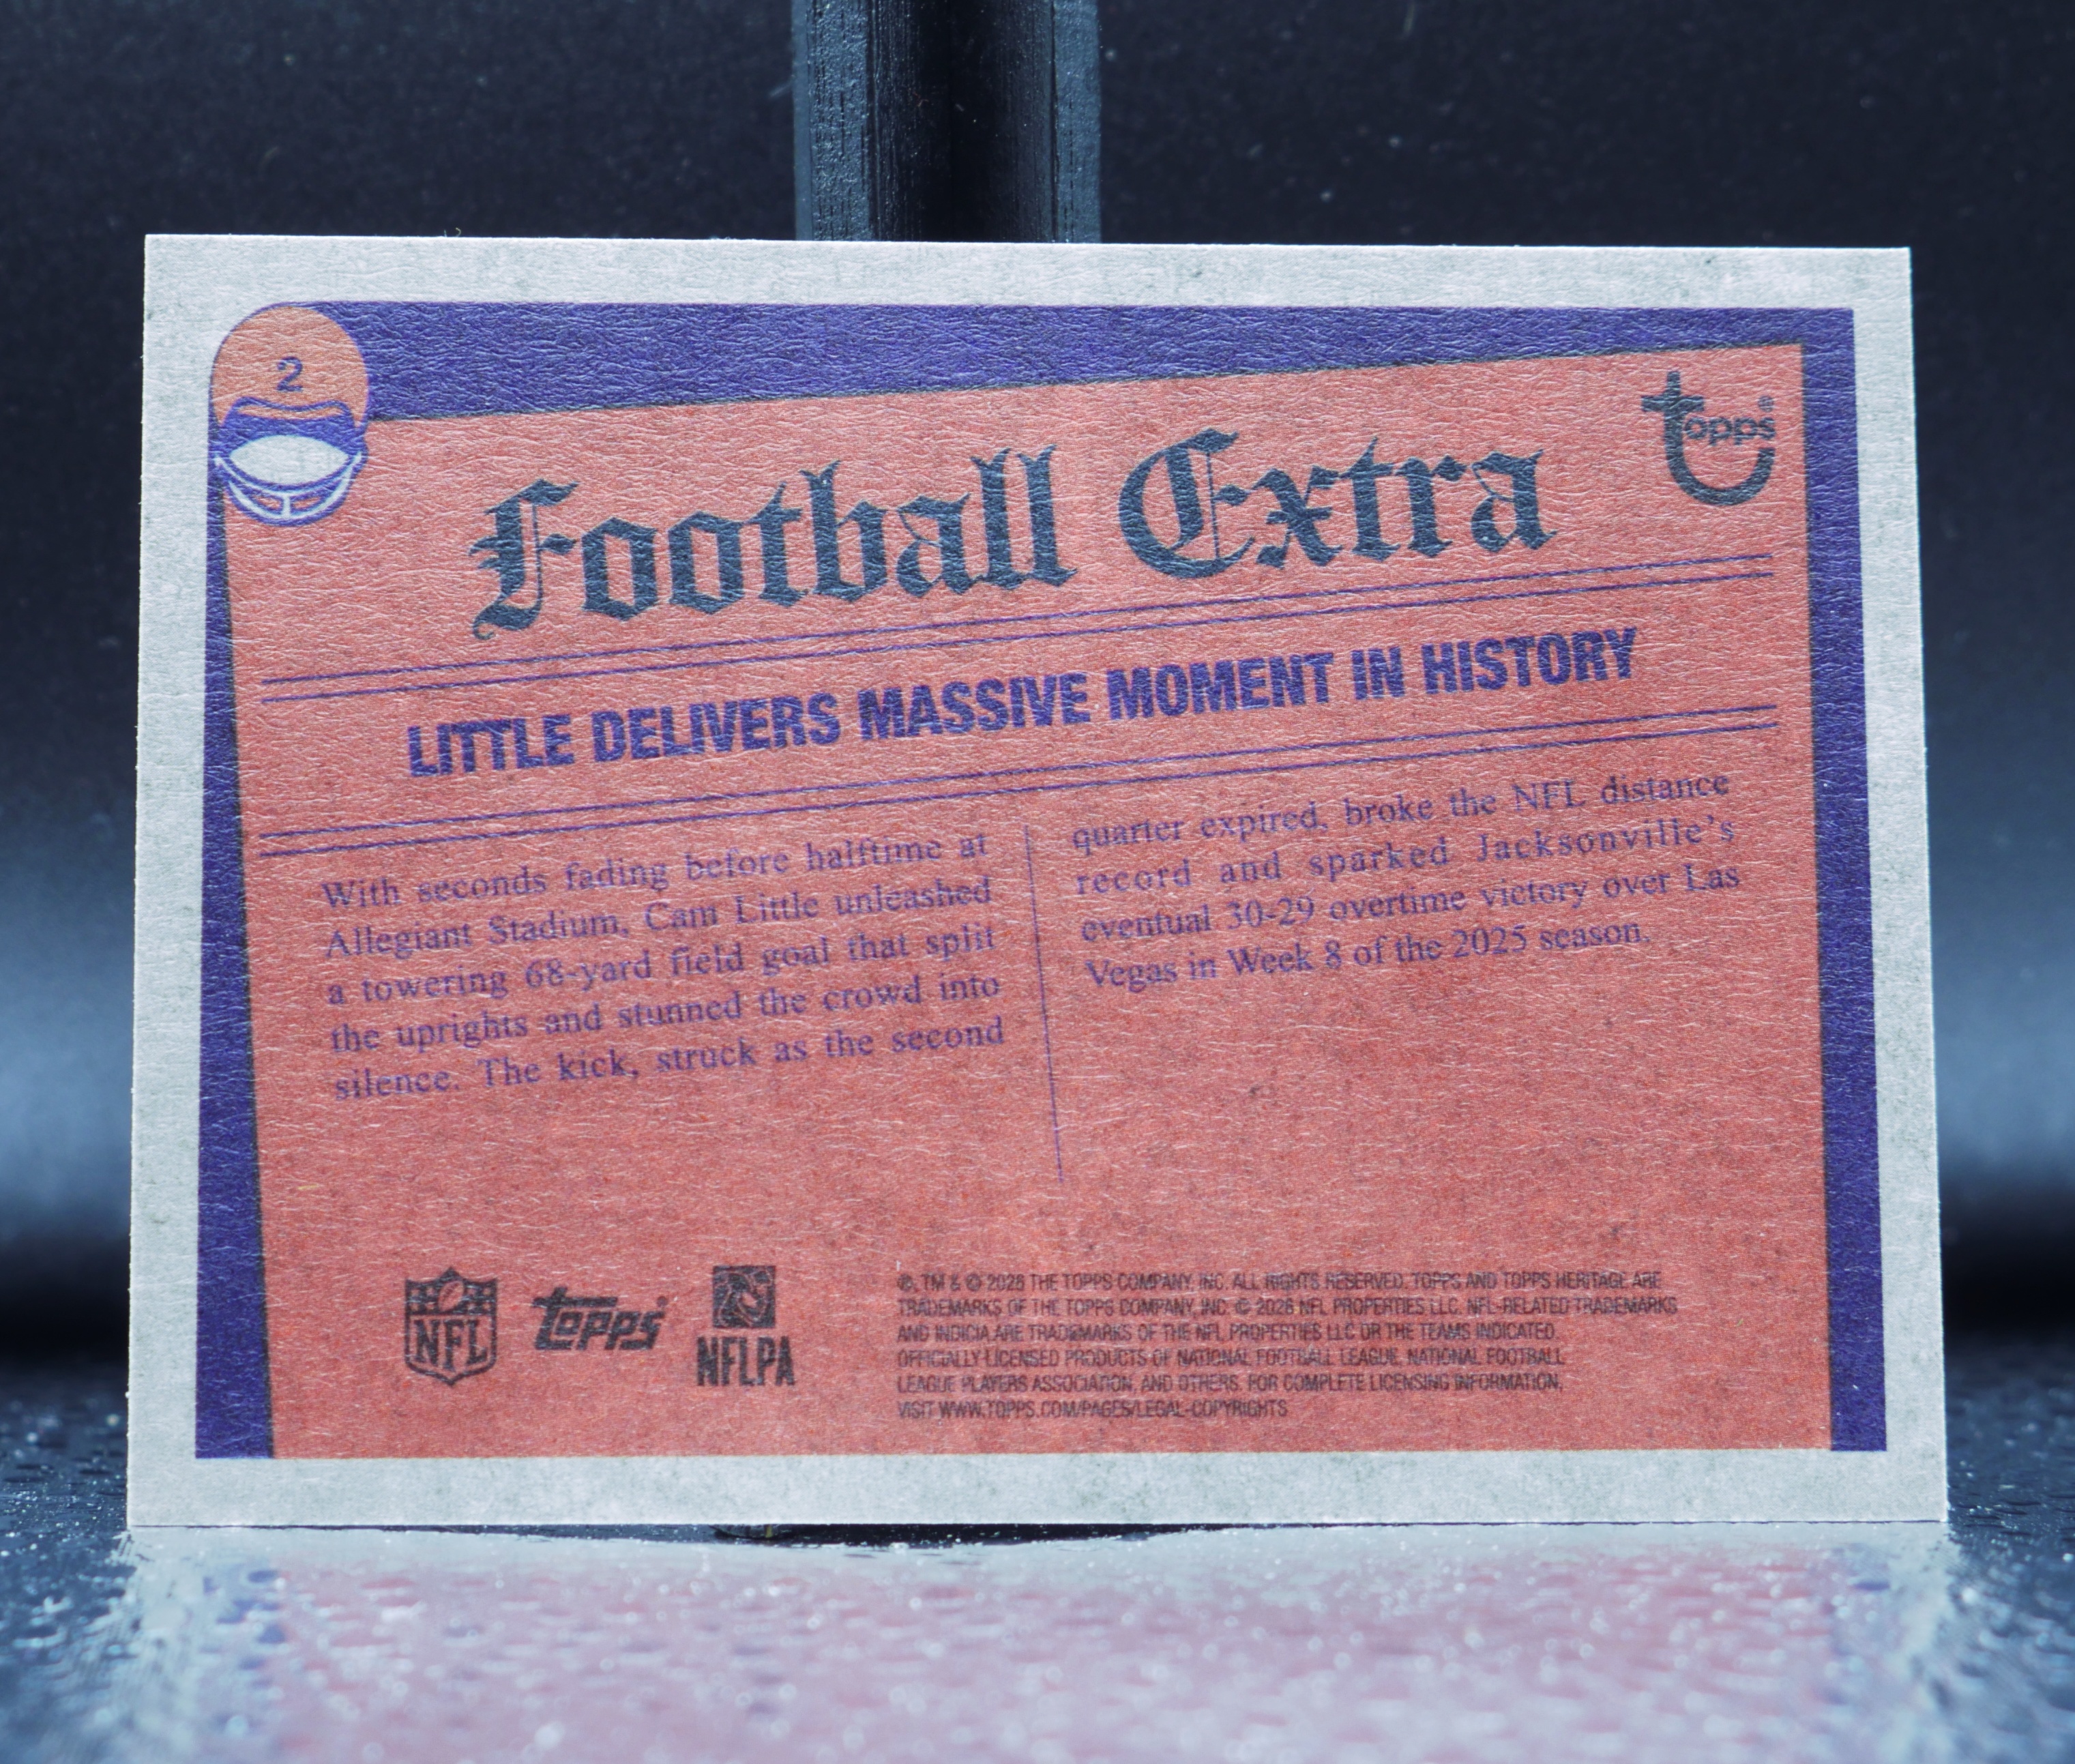 2
topps®
Football Extra
LITTLE DELIVERS MASSIVE MOMENT IN HISTORY
With seconds fading before halftime at
Allegiant Stadium, Cam Little unleashed
a towering 68-yard field goal that split
the uprights and stunned the crowd into
silence. The kick, struck as the second
quarter expired, broke the NFL distance
record and sparked Jacksonville's
eventual 30-29 overtime victory over Las
Vegas in Week 8 of the 2025 season.
NFL
topps®
NFLPA
®, TM & © 2026 THE TOPPS COMPANY, INC. ALL RIGHTS RESERVED. TOPPS AND TOPPS HERITAGE ARE
TRADEMARKS OF THE TOPPS COMPANY, INC. © 2026 NFL PROPERTIES LLC. NFL-RELATED TRADEMARKS
AND INDICIA ARE TRADEMARKS OF THE NFL PROPERTIES LLC OR THE TEAMS INDICATED.
OFFICIALLY LICENSED PRODUCTS OF NATIONAL FOOTBALL LEAGUE, NATIONAL FOOTBALL
LEAGUE PLAYERS ASSOCIATION, AND OTHERS. FOR COMPLETE LICENSING INFORMATION,
VISIT WWW.TOPPS.COM/PAGES/LEGAL-COPYRIGHTS